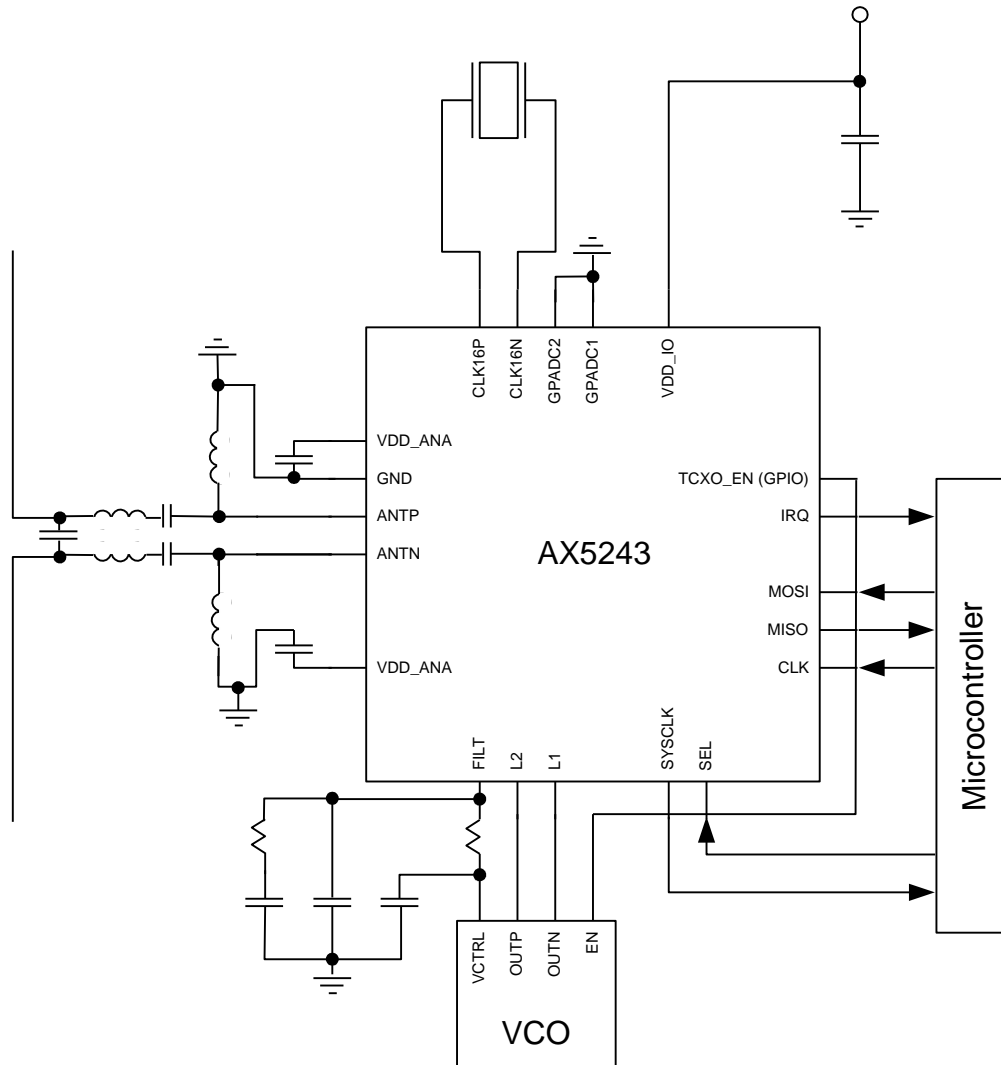 CLK16P
CLK16N
GPADC2
GPADC1
VDD_IO
VDD_ANA
GND
ANTP
ANTN
VDD_ANA
TCXO_EN (GPIO)
IRQ
MOSI
MISO
CLK
AX5243
FILT
L2
L1
SYSCLK
SEL
Microcontroller
VCTRL
OUTP
OUTN
EN
VCO